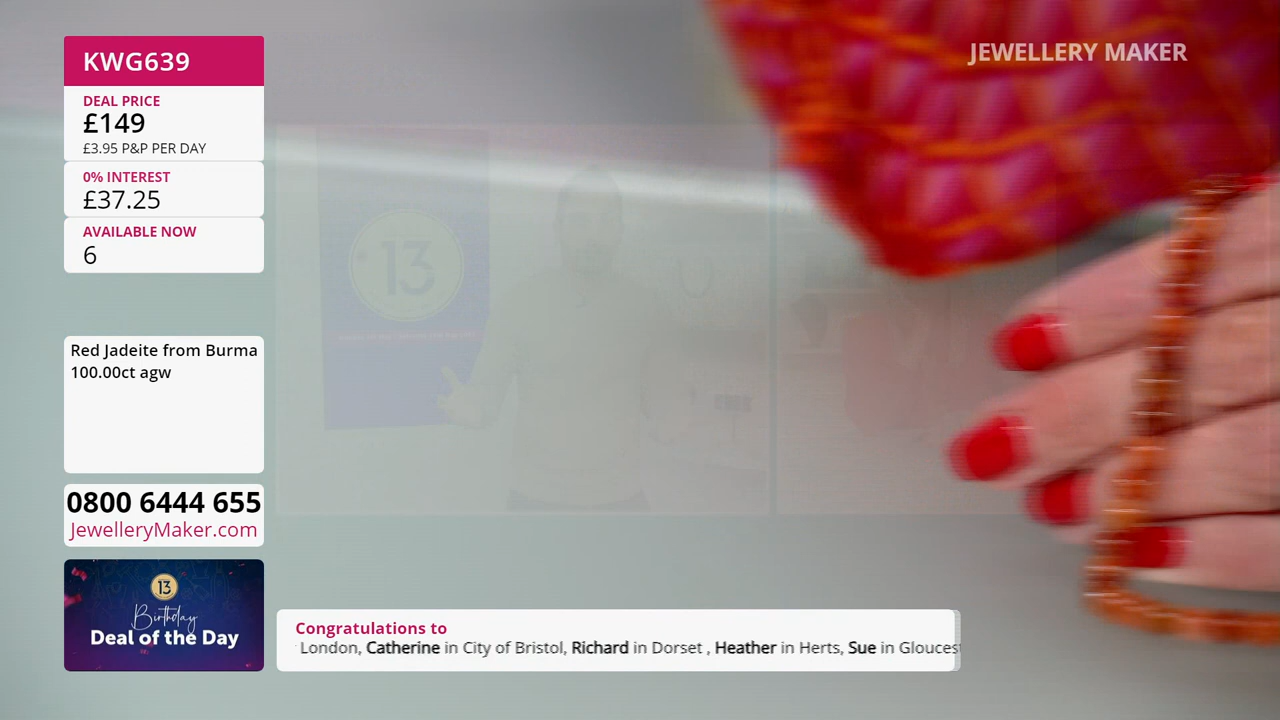 KWG639
DEAL PRICE
£149
£3.95 P&P PER DAY
0% INTEREST
£37.25
AVAILABLE NOW
6
Red Jadeite from Burma
100.00ct agw
0800 6444 655
JewelleryMaker.com
13
Birthday
Deal of the Day
JEWELLERY MAKER
13
Congratulations to
London, Catherine in City of Bristol, Richard in Dorset , Heather in Herts, Sue in Gloucest